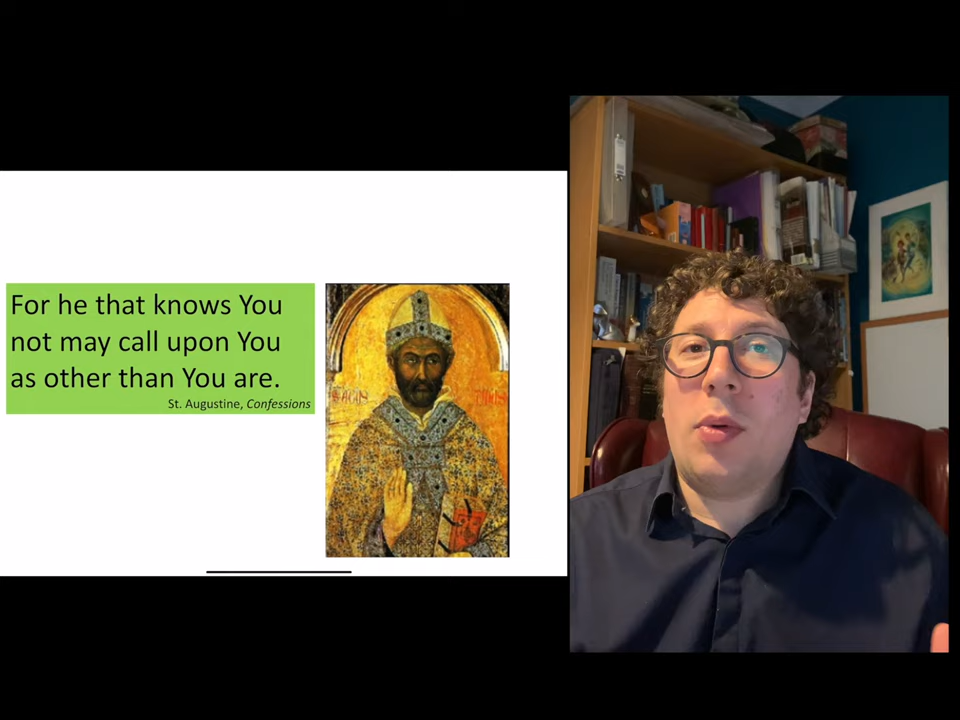 For he that knows You
not may call upon You
as other than You are.
St. Augustine, Confessions